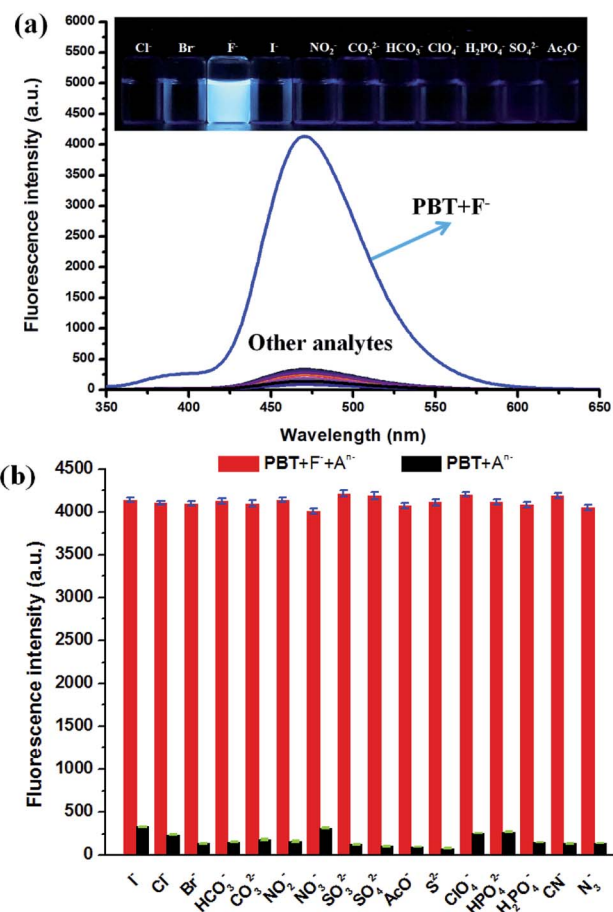 (a)
6000
5500
5000
4500
4000
3500
3000
2500
2000
1500
1000
500
0
Fluorescence intensity (a.u.)
Cl⁻ Br⁻ F⁻ I⁻ NO₂⁻ CO₃²⁻ HCO₃⁻ ClO₄⁻ H₂PO₄⁻ SO₄²⁻ Ac₂O⁻
PBT+F⁻
Other analytes
350 400 450 500 550 600 650
Wavelength (nm)
(b)
PBT+F⁻+Aⁿ⁻ PBT+Aⁿ⁻
4500
4000
3500
3000
2500
2000
1500
1000
500
0
Fluorescence intensity (a.u.)
I⁻ Cl⁻ Br⁻ HCO₃⁻ CO₃²⁻ NO₂⁻ NO₃⁻ SO₃²⁻ SO₄²⁻ AcO⁻ S²⁻ ClO₄⁻ HPO₄²⁻ H₂PO₄⁻ CN⁻ N₃⁻